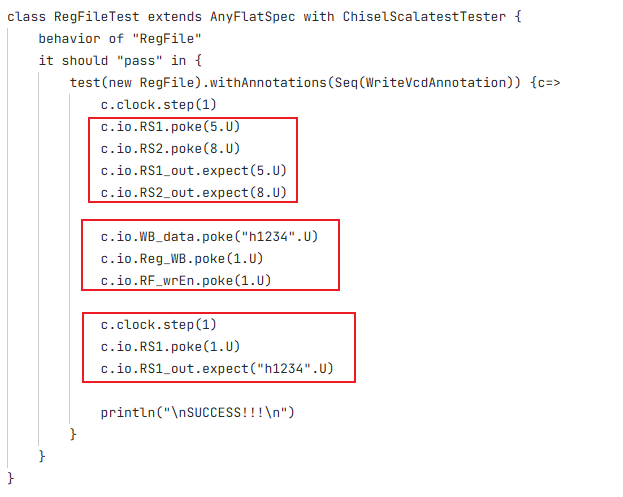 class RegFileTest extends AnyFlatSpec with ChiselScalatestTester {
behavior of "RegFile"
it should "pass" in {
test(new RegFile).withAnnotations(Seq(WriteVcdAnnotation)) {c=>
c.clock.step(1)
c.io.RS1.poke(5.U)
c.io.RS2.poke(8.U)
c.io.RS1_out.expect(5.U)
c.io.RS2_out.expect(8.U)
c.io.WB_data.poke("h1234".U)
c.io.Reg_WB.poke(1.U)
c.io.RF_wrEn.poke(1.U)
c.clock.step(1)
c.io.RS1.poke(1.U)
c.io.RS1_out.expect("h1234".U)
println("\nSUCCESS!!!\n")
}
}
}